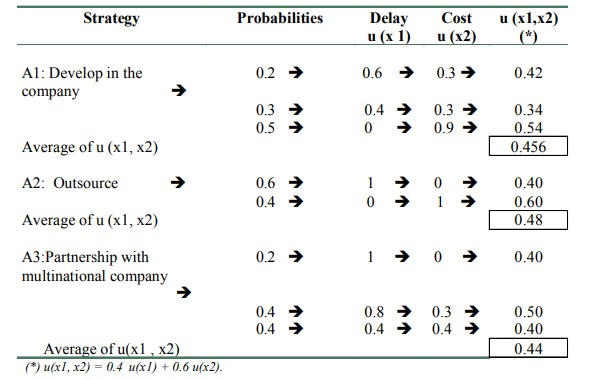 Strategy Probabilities Delay Cost u (x1,x2)
u (x 1) u (x2) (*)
A1: Develop in the 0.2 ➔ 0.6 ➔ 0.3 ➔ 0.42
company ➔
0.3 ➔ 0.4 ➔ 0.3 ➔ 0.34
0.5 ➔ 0 ➔ 0.9 ➔ 0.54
Average of u (x1, x2) 0.456
A2: Outsource ➔ 0.6 ➔ 1 ➔ 0 ➔ 0.40
0.4 ➔ 0 ➔ 1 ➔ 0.60
Average of u (x1, x2) 0.48
A3:Partnership with 0.2 ➔ 1 ➔ 0 ➔ 0.40
multinational company
➔
0.4 ➔ 0.8 ➔ 0.3 ➔ 0.50
0.4 ➔ 0.4 ➔ 0.4 ➔ 0.40
Average of u(x1 , x2) 0.44
(*) u(x1, x2) = 0.4 u(x1) + 0.6 u(x2).